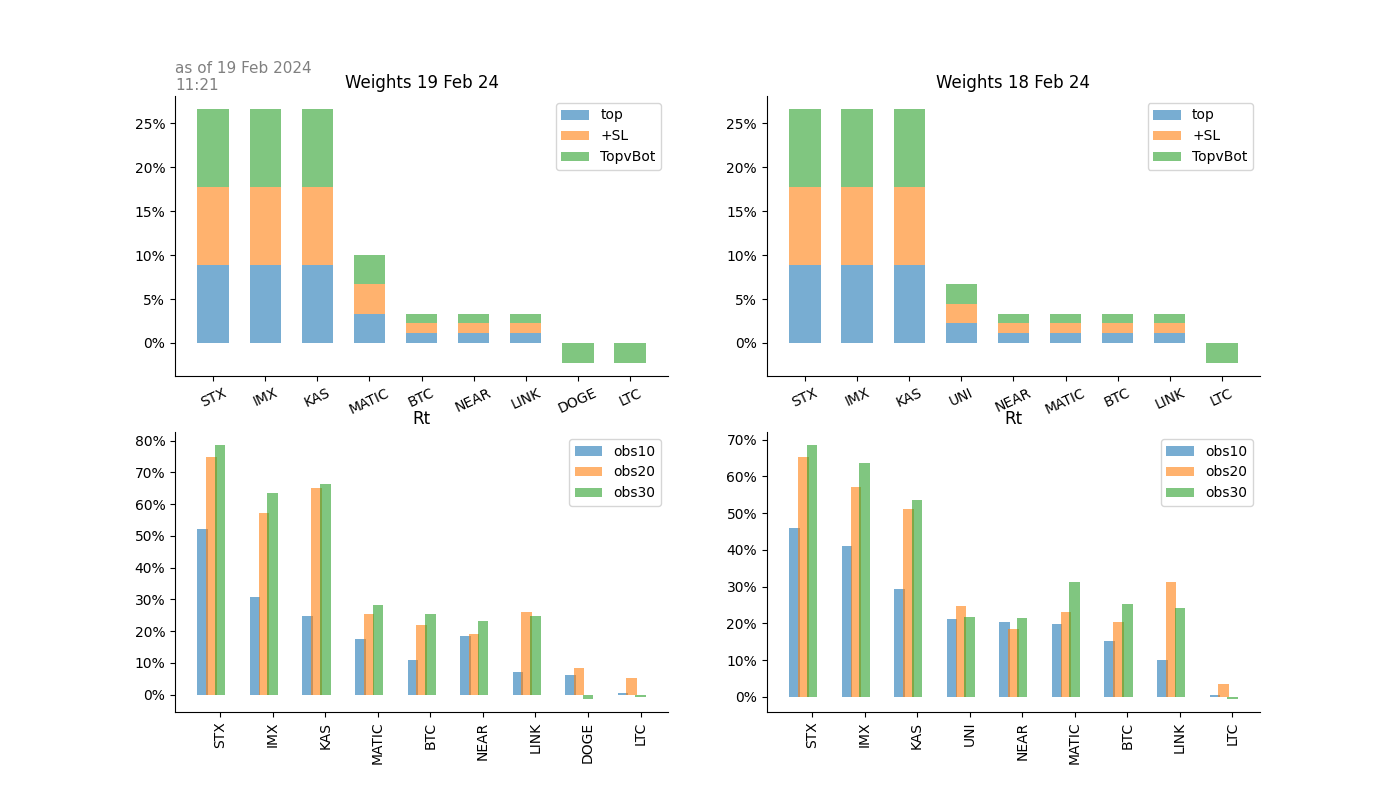 as of 19 Feb 2024
11:21
Weights 19 Feb 24
25%
20%
15%
10%
5%
0%
top
+SL
TopvBot
STX IMX KAS MATIC BTC NEAR LINK DOGE LTC
Weights 18 Feb 24
25%
20%
15%
10%
5%
0%
top
+SL
TopvBot
STX IMX KAS UNI NEAR MATIC BTC LINK LTC
Rt
80%
70%
60%
50%
40%
30%
20%
10%
0%
obs10
obs20
obs30
STX IMX KAS MATIC BTC NEAR LINK DOGE LTC
Rt
70%
60%
50%
40%
30%
20%
10%
0%
obs10
obs20
obs30
STX IMX KAS UNI NEAR MATIC BTC LINK LTC